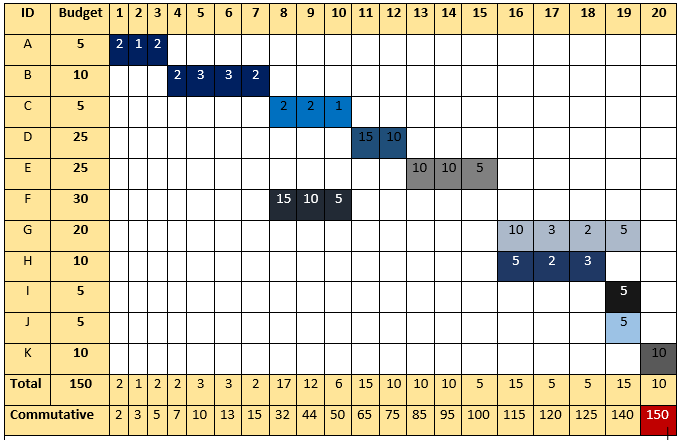 ID Budget 1 2 3 4 5 6 7 8 9 10 11 12 13 14 15 16 17 18 19 20
A 5 2 1 2
B 10 2 3 3 2
C 5 2 2 1
D 25 15 10
E 25 10 10 5
F 30 15 10 5
G 20 10 3 2 5
H 10 5 2 3
I 5 5
J 5 5
K 10 10
Total 150 2 1 2 2 3 3 2 17 12 6 15 10 10 10 5 15 5 5 15 10
Commutative 2 3 5 7 10 13 15 32 44 50 65 75 85 95 100 115 120 125 140 150